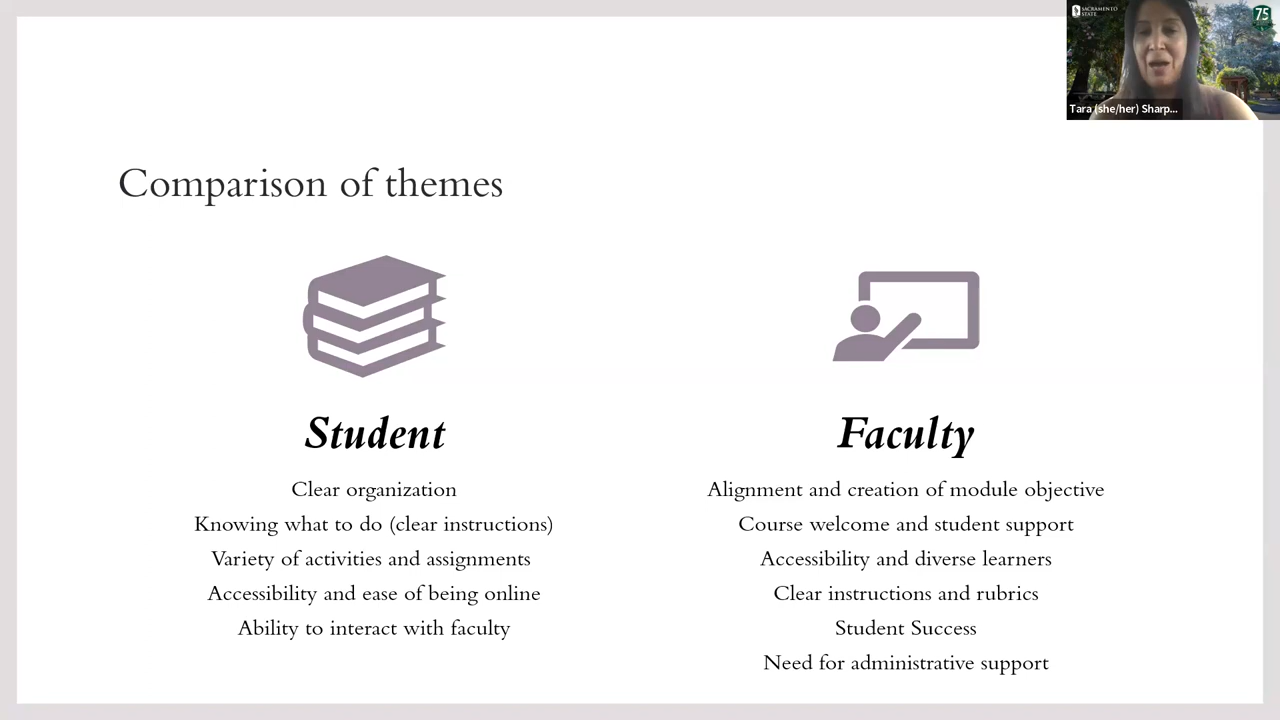 SACRAMENTO
STATE
75
Tara (she/her) Sharp...
Comparison of themes
Student
Clear organization
Knowing what to do (clear instructions)
Variety of activities and assignments
Accessibility and ease of being online
Ability to interact with faculty
Faculty
Alignment and creation of module objective
Course welcome and student support
Accessibility and diverse learners
Clear instructions and rubrics
Student Success
Need for administrative support